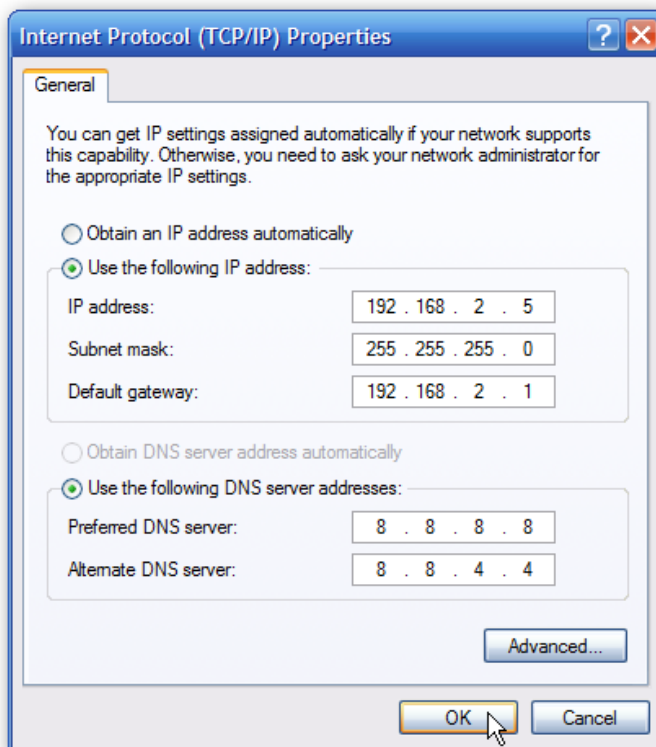 Internet Protocol (TCP/IP) Properties
General
You can get IP settings assigned automatically if your network supports
this capability. Otherwise, you need to ask your network administrator for
the appropriate IP settings.
Obtain an IP address automatically
Use the following IP address:
IP address: 192 . 168 . 2 . 5
Subnet mask: 255 . 255 . 255 . 0
Default gateway: 192 . 168 . 2 . 1
Obtain DNS server address automatically
Use the following DNS server addresses:
Preferred DNS server: 8 . 8 . 8 . 8
Alternate DNS server: 8 . 8 . 4 . 4
Advanced...
OK Cancel